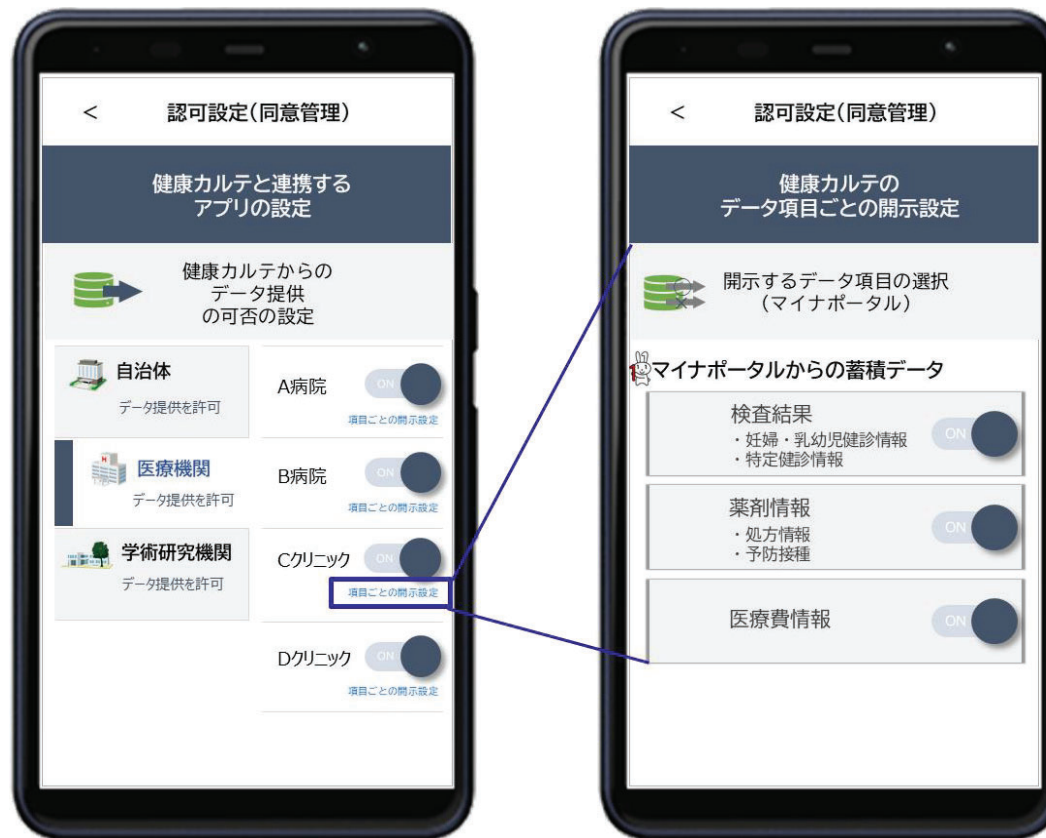 < 認可設定(同意管理)
健康カルテと連携する
アプリの設定
健康カルテからの
データ提供
の可否の設定
自治体
データ提供を許可
医療機関
データ提供を許可
学術研究機関
データ提供を許可
A病院 ON
項目ごとの開示設定
B病院 ON
項目ごとの開示設定
Cクリニック ON
項目ごとの開示設定
Dクリニック ON
項目ごとの開示設定
< 認可設定(同意管理)
健康カルテの
データ項目ごとの開示設定
開示するデータ項目の選択
(マイナポータル)
マイナポータルからの蓄積データ
検査結果 ON
・妊婦・乳幼児健診情報
・特定健診情報
薬剤情報 ON
・処方情報
・予防接種
医療費情報 ON